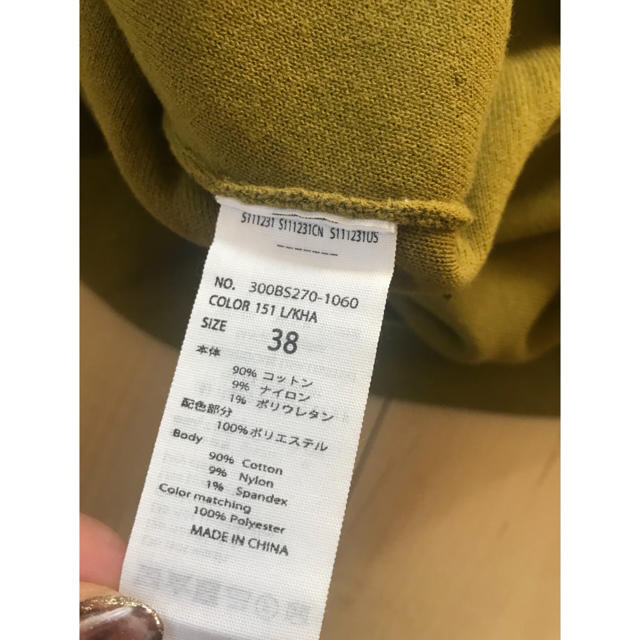 S111231 S111231CN S111231US
-----
NO. 300BS270-1060
COLOR 151 L/KHA
SIZE 38
本体
90% コットン
9% ナイロン
1% ポリウレタン
配色部分
100%ポリエステル
Body
90% Cotton
9% Nylon
1% Spandex
Color matching
100% Polyester
MADE IN CHINA